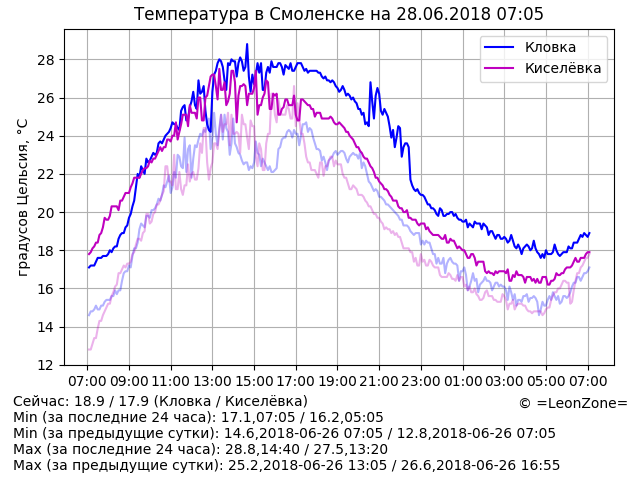 Температура в Смоленске на 28.06.2018 07:05
Кловка
Киселёвка
градусов Цельсия, °C
28
26
24
22
20
18
16
14
12
07:00 09:00 11:00 13:00 15:00 17:00 19:00 21:00 23:00 01:00 03:00 05:00 07:00
Сейчас: 18.9 / 17.9 (Кловка / Киселёвка)
© =LeonZone=
Min (за последние 24 часа): 17.1,07:05 / 16.2,05:05
Min (за предыдущие сутки): 14.6,2018-06-26 07:05 / 12.8,2018-06-26 07:05
Max (за последние 24 часа): 28.8,14:40 / 27.5,13:20
Max (за предыдущие сутки): 25.2,2018-06-26 13:05 / 26.6,2018-06-26 16:55